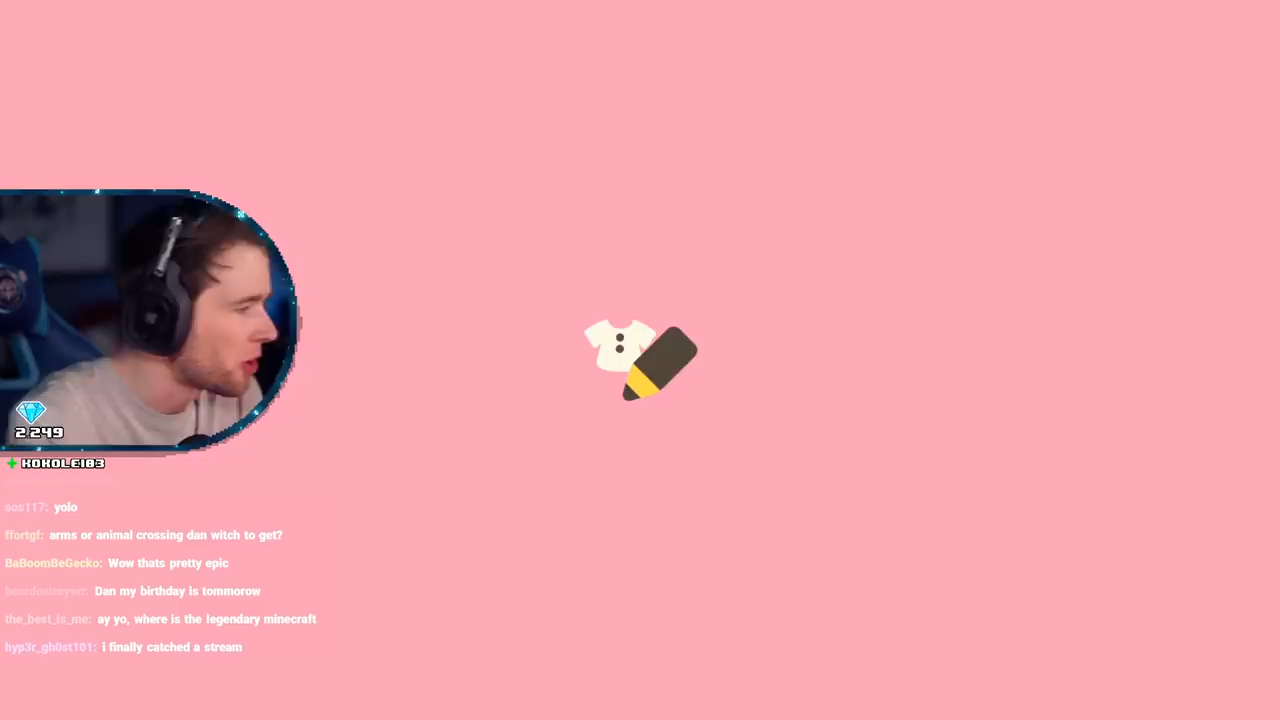 2,249
+ KOKOLE183
sos117: yolo
ffortgf: arms or animal crossing dan witch to get?
BaBoomBeGecko: Wow thats pretty epic
Dan my birthday is tommorow
the_best_is_me: ay yo, where is the legendary minecraft
hyp3r_gh0st101: i finally catched a stream